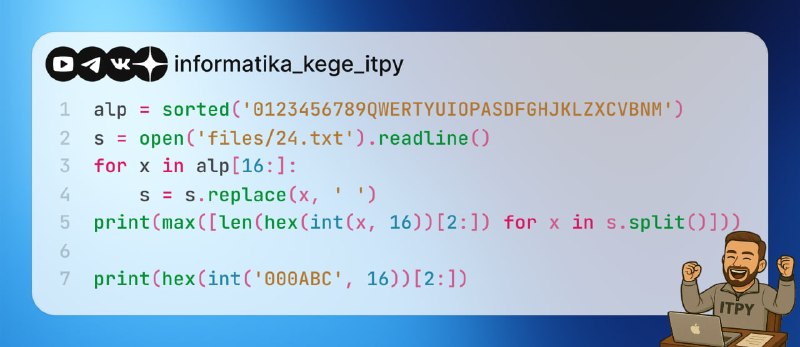 informatika_kege_itpy
1 alp = sorted('0123456789QWERTYUIOPASDFGHJKLZXCVBNM')
2 s = open('files/24.txt').readline()
3 for x in alp[16:]:
4     s = s.replace(x, ' ')
5 print(max([len(hex(int(x, 16))[2:]) for x in s.split()]))
6
7 print(hex(int('000ABC', 16))[2:])
ITPY